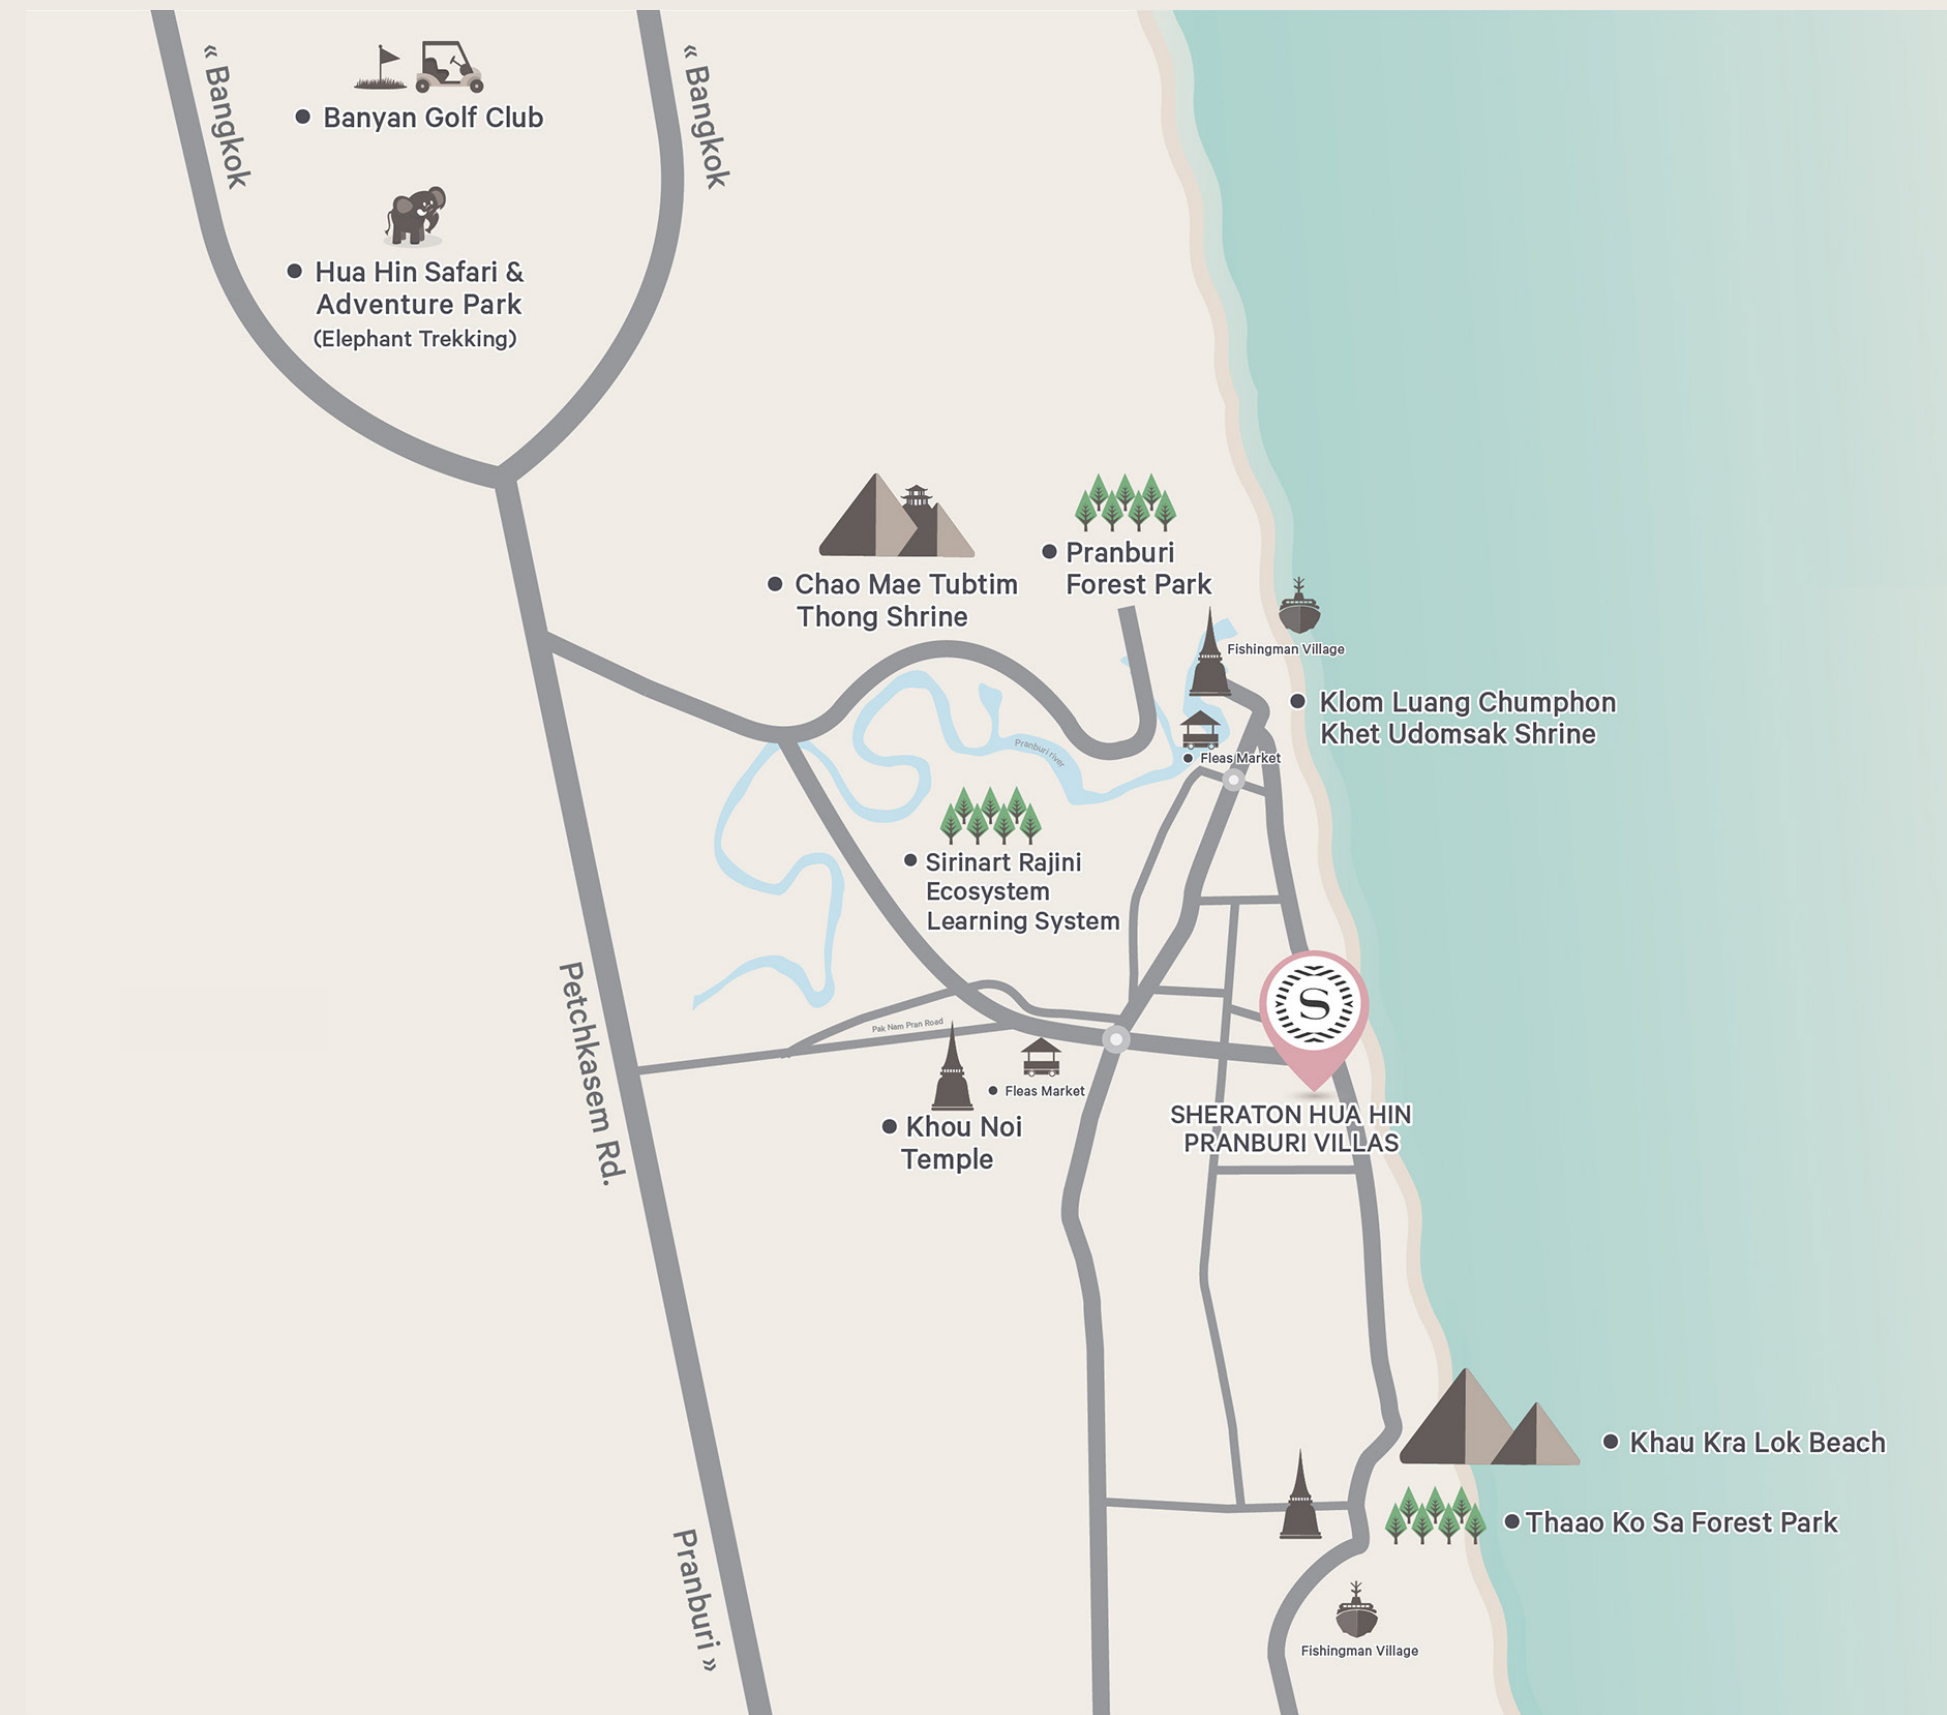 « Bangkok
« Bangkok
Banyan Golf Club
Hua Hin Safari &
Adventure Park
(Elephant Trekking)
Chao Mae Tubtim
Thong Shrine
Pranburi
Forest Park
Fishingman Village
Klom Luang Chumphon
Khet Udomsak Shrine
Pranburi river
Fleas Market
Sirinart Rajini
Ecosystem
Learning System
Petchkasem Rd.
Pak Nam Pran Road
S
Fleas Market
SHERATON HUA HIN
PRANBURI VILLAS
Khou Noi
Temple
Khau Kra Lok Beach
Thaao Ko Sa Forest Park
Pranburi »
Fishingman Village